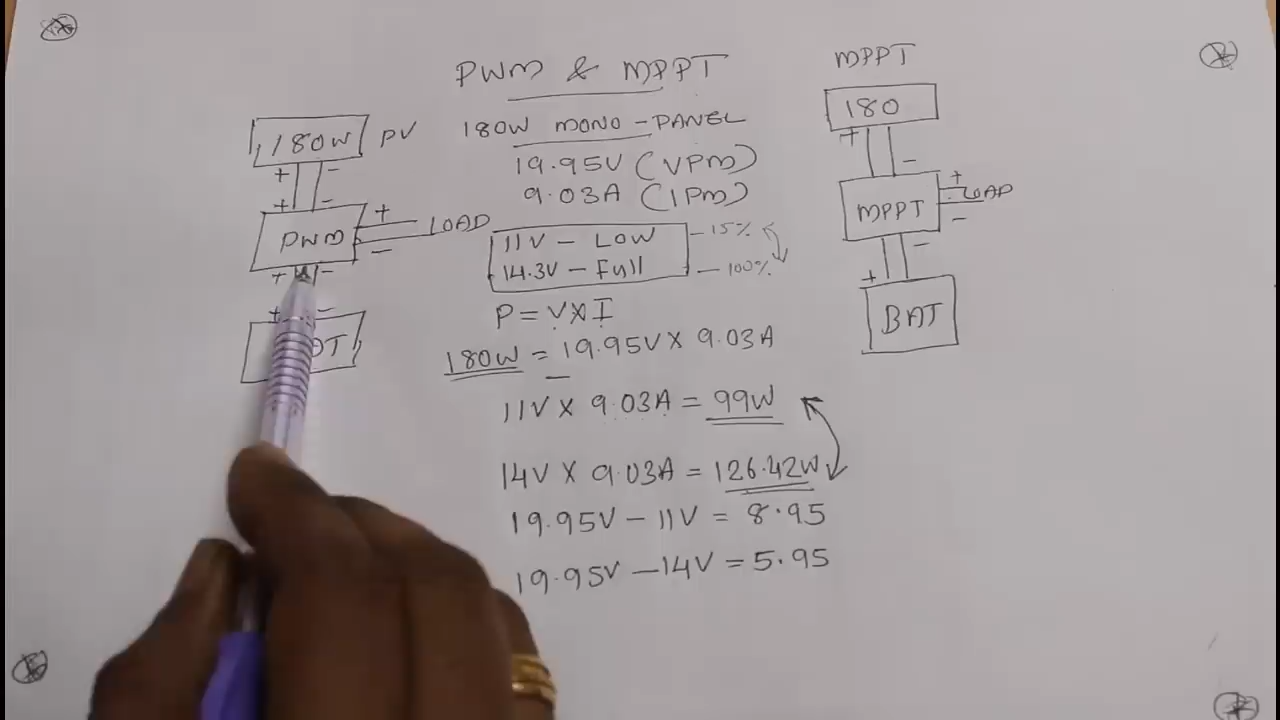 PWM & MPPT
MPPT
180W PV
180W MONO-PANEL
19.95V (VPM)
9.03A (IPM)
180
+ -
+ -
PWM
+
-
LOAD
+ -
+ -
11V - Low - 15%
14.3V - Full - 100%
+ -
MPPT
+
-
LOAD
+ -
BAT
P = V X I
180W = 19.95V X 9.03A
11V X 9.03A = 99W
14V X 9.03A = 126.42W
19.95V - 11V = 8.95
19.95V - 14V = 5.95